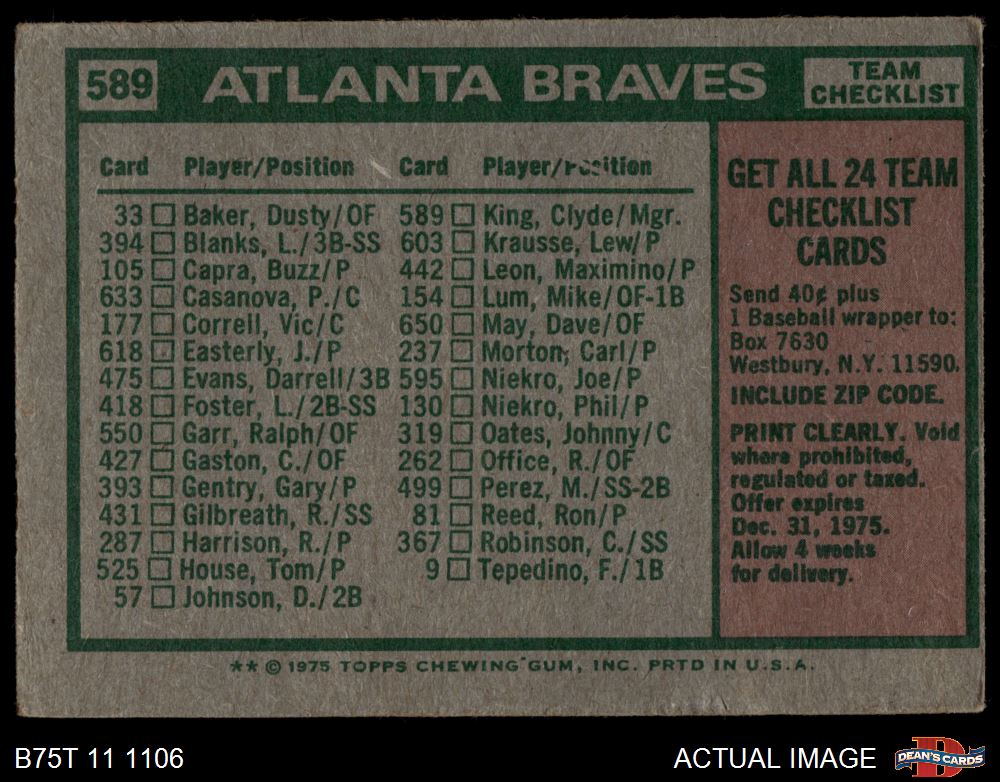 589 ATLANTA BRAVES TEAM CHECKLIST
Card Player/Position
33 Baker, Dusty/OF
394 Blanks, L./3B-SS
105 Capra, Buzz/P
633 Casanova, P./C
177 Correll, Vic/C
618 Easterly, J./P
475 Evans, Darrell/3B
418 Foster, L./2B-SS
550 Garr, Ralph/OF
427 Gaston, C./OF
393 Gentry, Gary/P
431 Gilbreath, R./SS
287 Harrison, R./P
525 House, Tom/P
57 Johnson, D./2B
Card Player/Position
589 King, Clyde/Mgr.
603 Krausse, Lew/P
442 Leon, Maximino/P
154 Lum, Mike/OF-1B
650 May, Dave/OF
237 Morton, Carl/P
595 Niekro, Joe/P
130 Niekro, Phil/P
319 Oates, Johnny/C
262 Office, R./OF
499 Perez, M./SS-2B
81 Reed, Ron/P
367 Robinson, C./SS
9 Tepedino, F./1B
GET ALL 24 TEAM
CHECKLIST
CARDS
Send 40¢ plus
1 Baseball wrapper to:
Box 7630
Westbury, N.Y. 11590.
INCLUDE ZIP CODE.
PRINT CLEARLY. Void
where prohibited,
regulated or taxed.
Offer expires
Dec. 31, 1975.
Allow 4 weeks
for delivery.
** © 1975 TOPPS CHEWING GUM, INC. PRTD IN U.S.A.
B75T 11 1106
ACTUAL IMAGE
D
DEAN'S CARDS